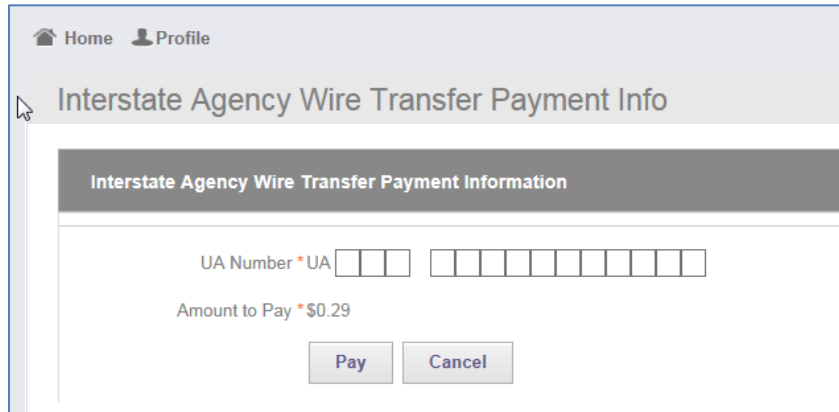 Home Profile
Interstate Agency Wire Transfer Payment Info
Interstate Agency Wire Transfer Payment Information
UA Number * UA
Amount to Pay * $0.29
Pay Cancel